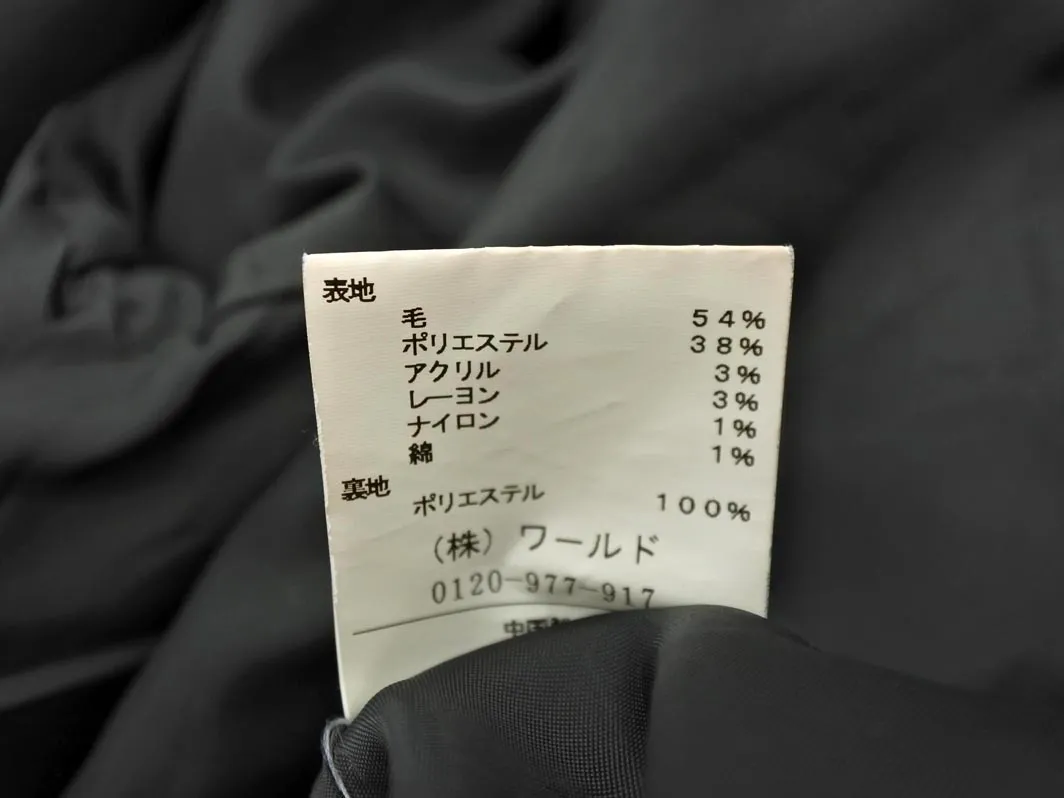 表地
毛 54%
ポリエステル 38%
アクリル 3%
レーヨン 3%
ナイロン 1%
綿 1%
裏地
ポリエステル 100%
(株) ワールド
0120-977-917
中国